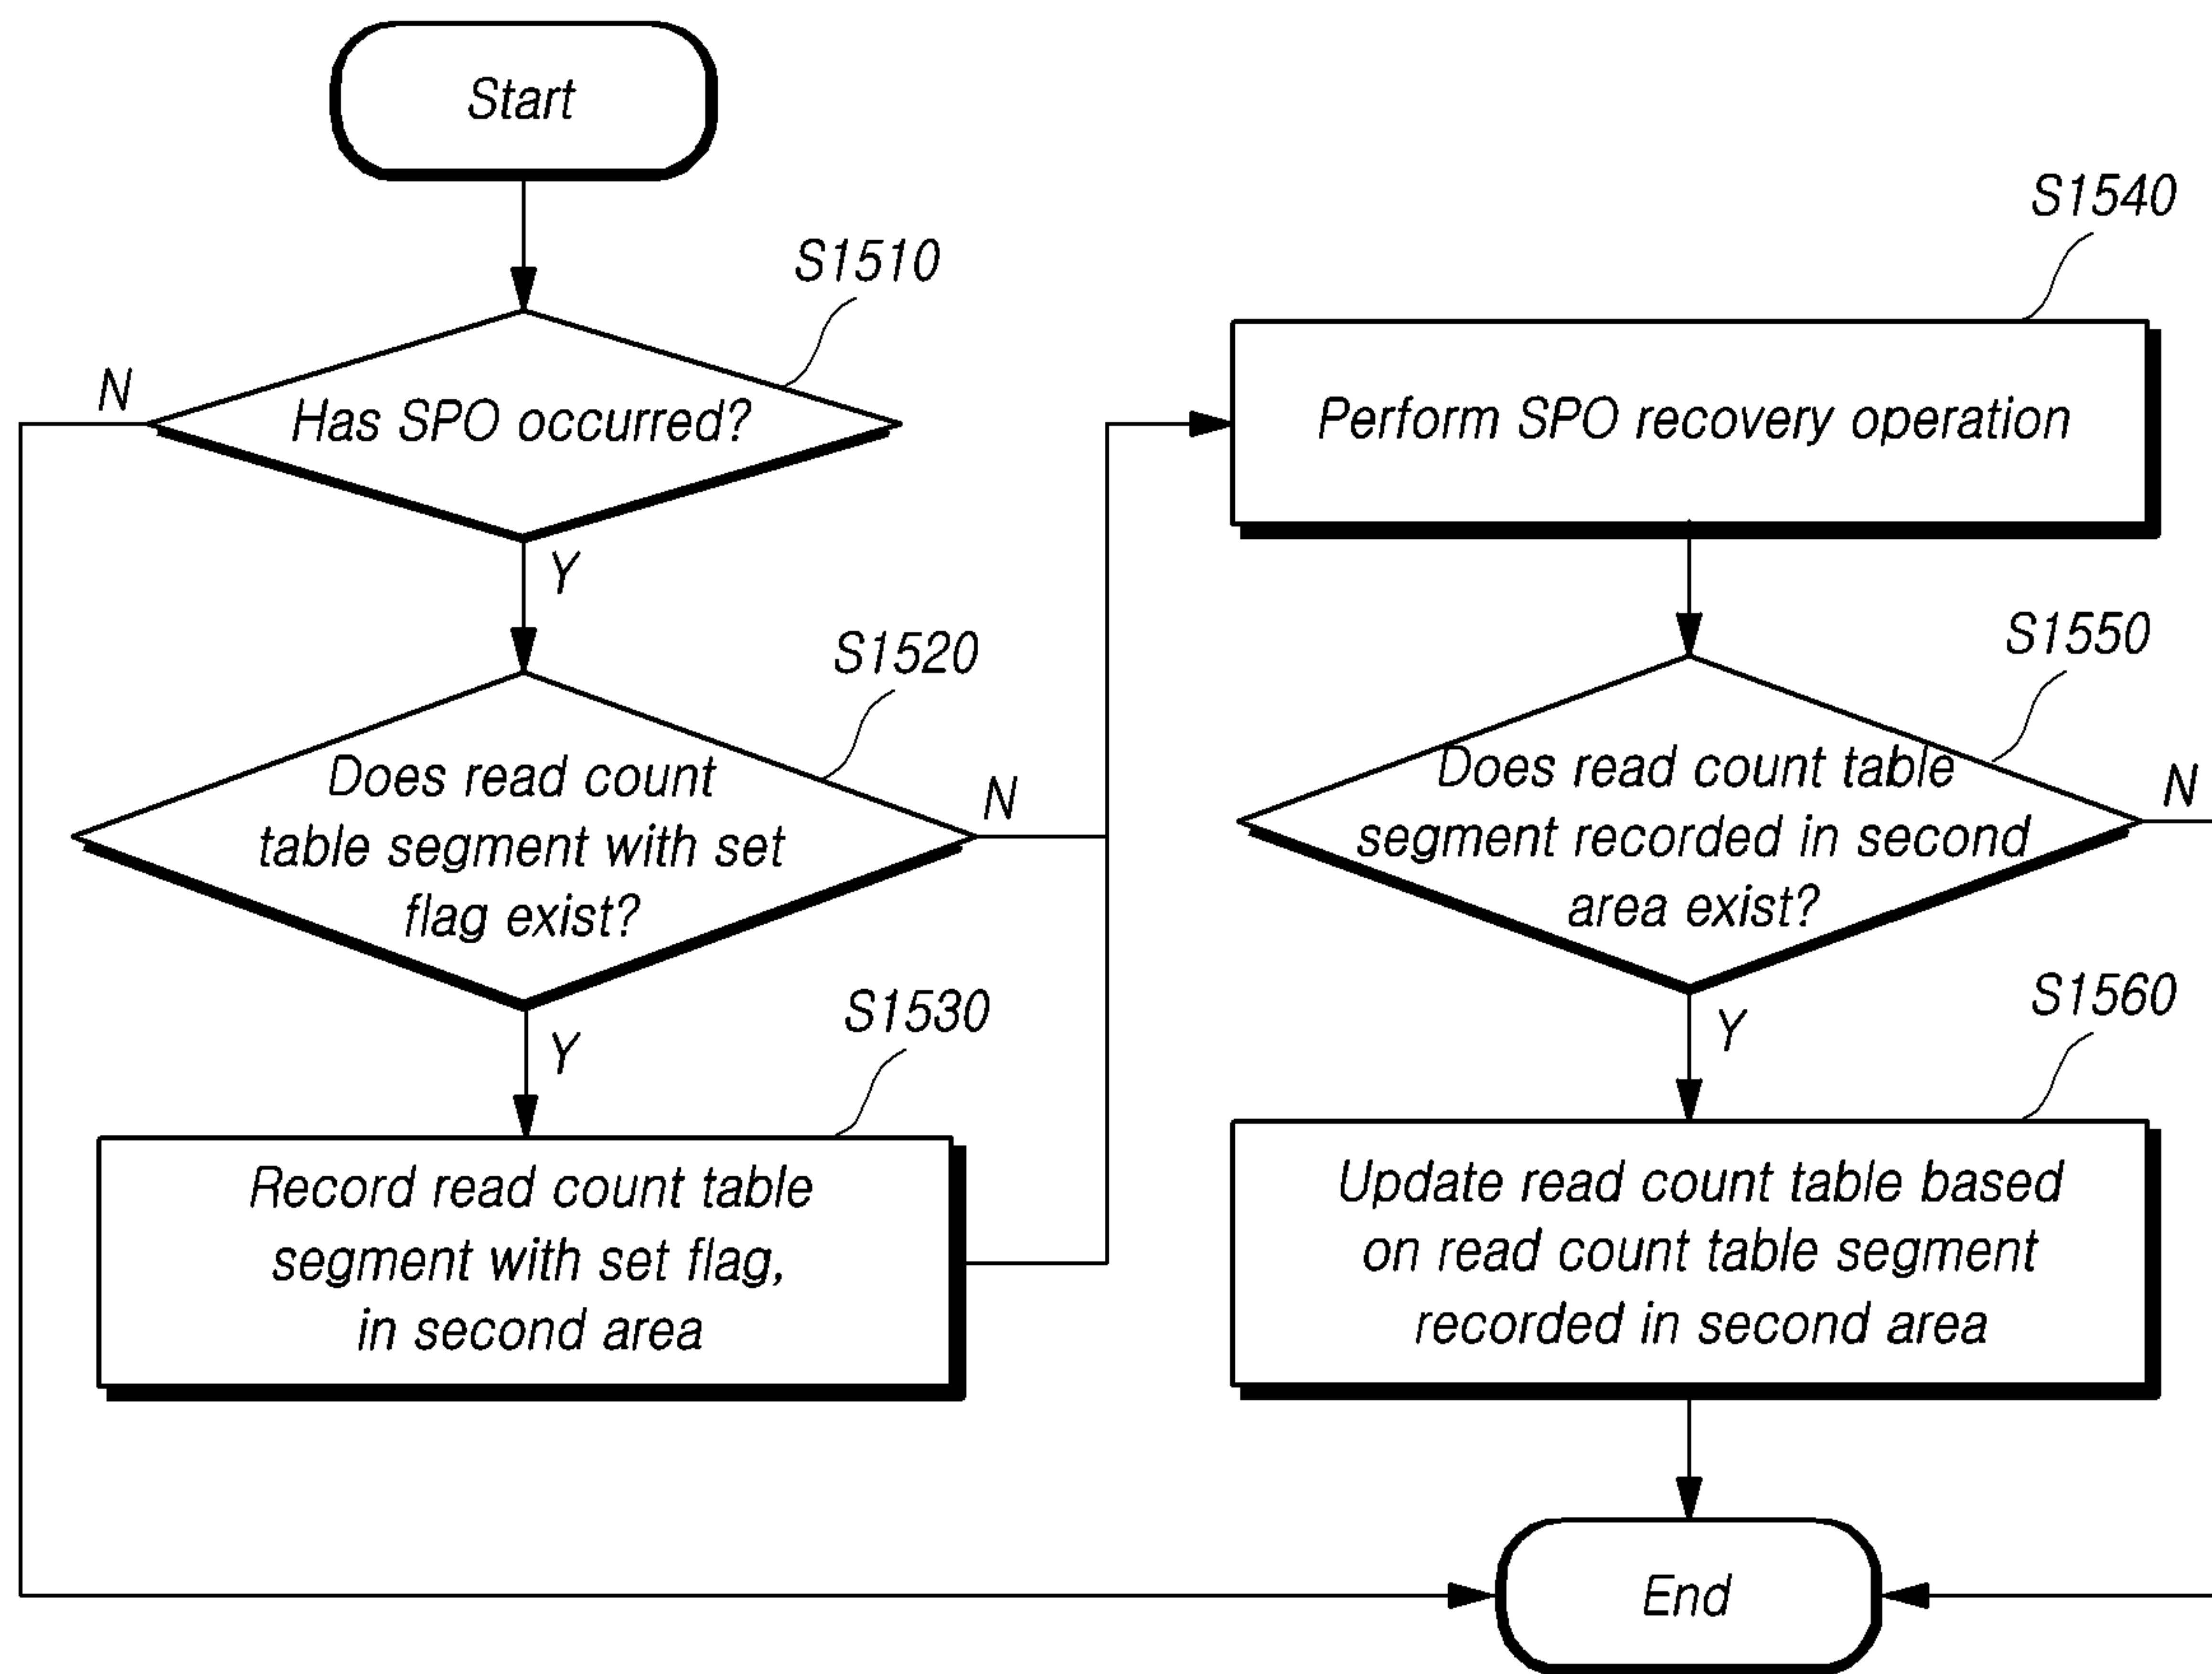 Start
S1510
N
Has SPO occurred?
Y
S1520
Does read count
table segment with set
flag exist?
N
Y
S1530
Record read count table
segment with set flag,
in second area
S1540
Perform SPO recovery operation
S1550
Does read count table
segment recorded in second
area exist?
N
Y
S1560
Update read count table based
on read count table segment
recorded in second area
End